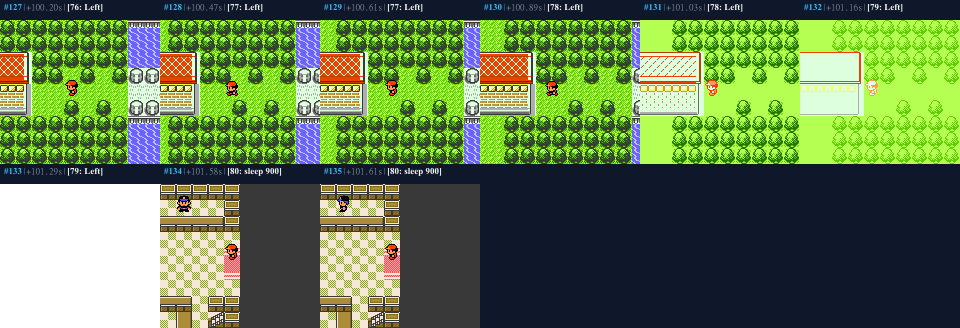 #127|+100.20s|[76: Left]
#128|+100.47s|[77: Left]
#129|+100.61s|[77: Left]
#130|+100.89s|[78: Left]
#131|+101.03s|[78: Left]
#132|+101.16s|[79: Left]
#133|+101.29s|[79: Left]
#134|+101.58s|[80: sleep 900]
#135|+101.61s|[80: sleep 900]